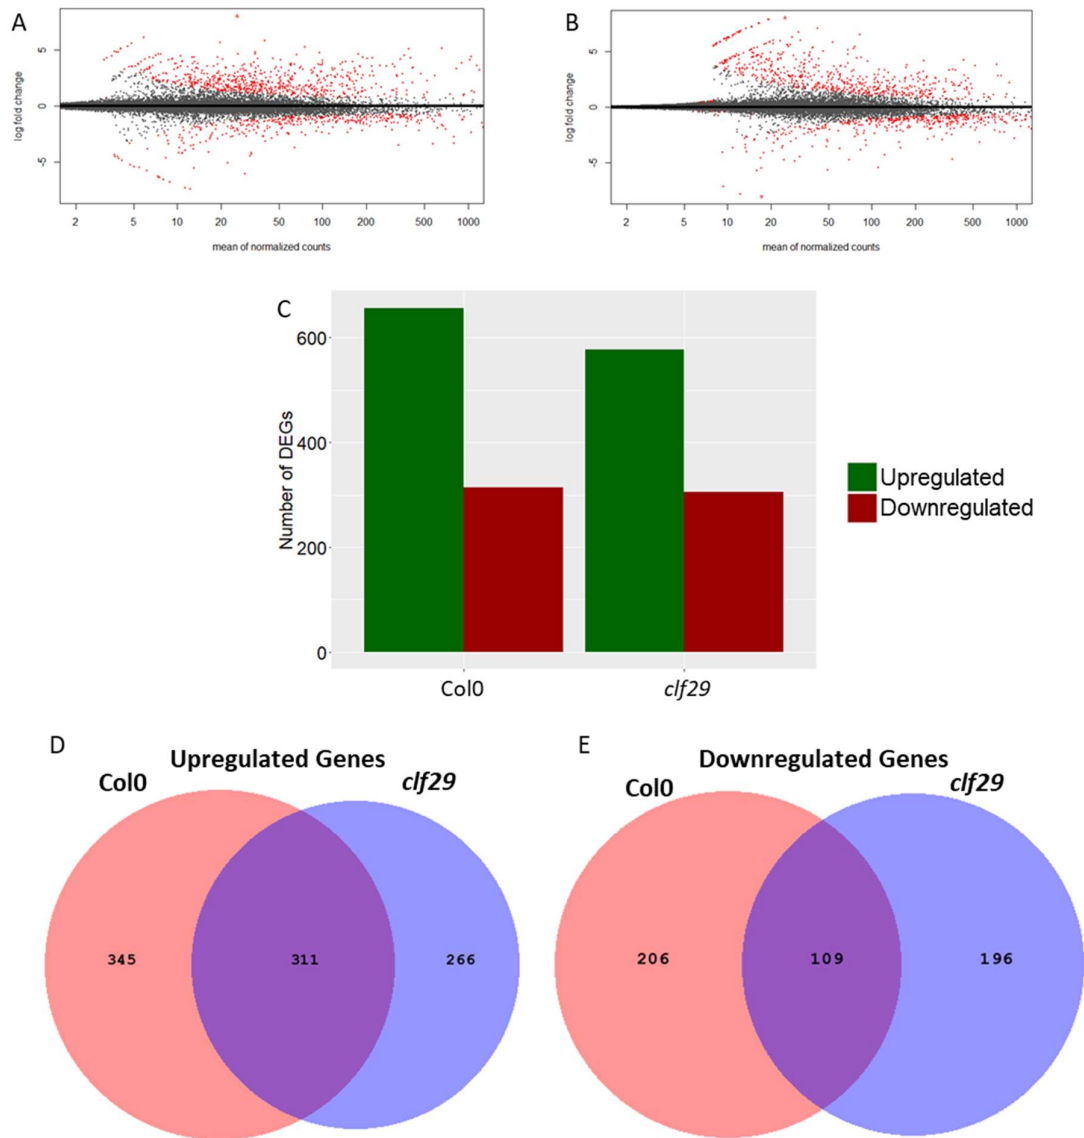 A
B
5
0
-5
log fold change
2 5 10 20 50 100 200 500 1000
mean of normalized counts
5
0
-5
log fold change
2 5 10 20 50 100 200 500 1000
mean of normalized counts
C
600
400
200
0
Number of DEGs
Col0
clf29
Upregulated
Downregulated
D
Upregulated Genes
Col0
clf29
345
311
266
E
Downregulated Genes
Col0
clf29
206
109
196